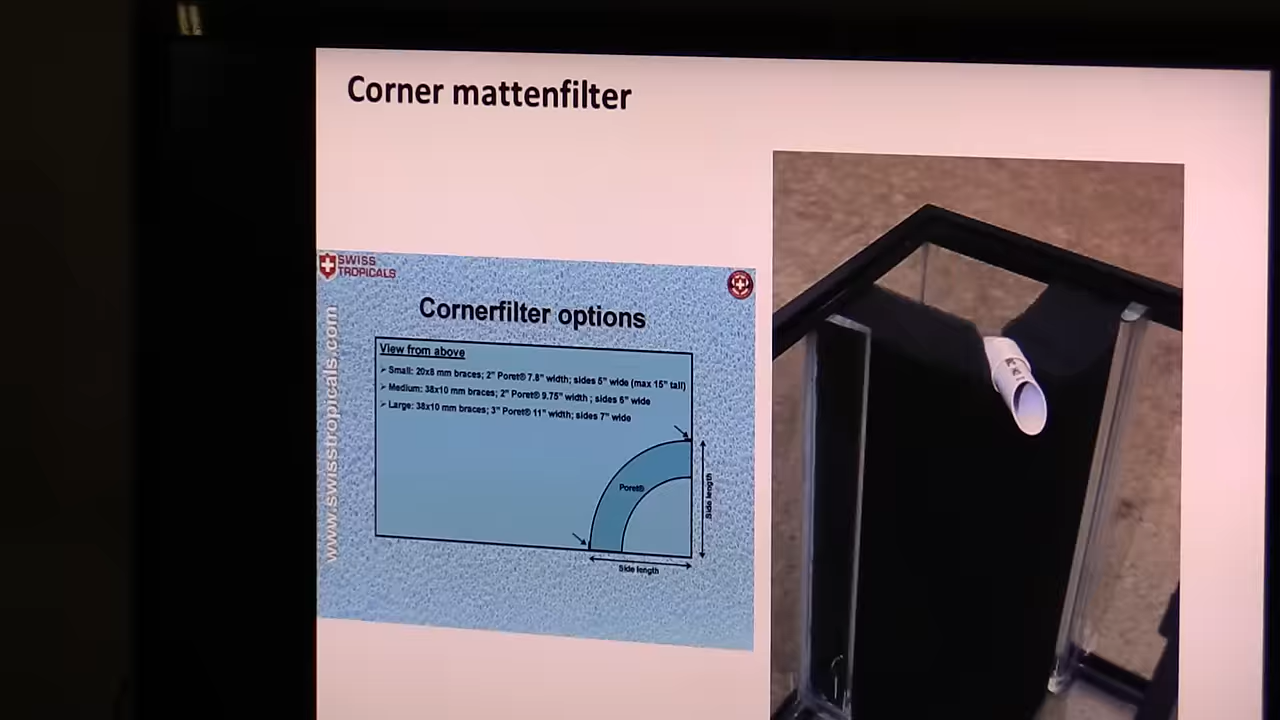 Corner mattenfilter
SWISS
TROPICALS
www.swisstropicals.com
Cornerfilter options
View from above
➢ Small: 20x8 mm braces; 2" Poret® 7.8" width; sides 5" wide (max 15" tall)
➢ Medium: 38x10 mm braces; 2" Poret® 9.75" width ; sides 6" wide
➢ Large: 38x10 mm braces; 3" Poret® 11" width; sides 7" wide
Poret®
Side length
Side length